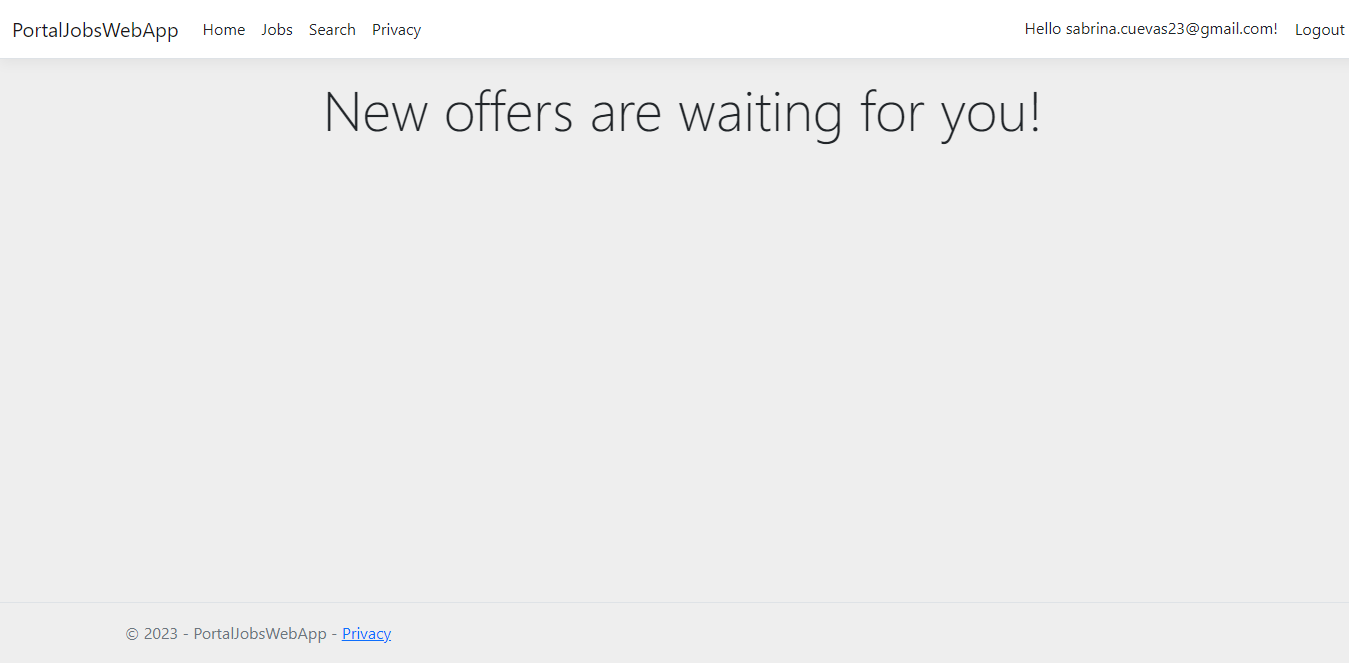 PortalJobsWebApp Home Jobs Search Privacy Hello sabrina.cuevas23@gmail.com! Logout
New offers are waiting for you!
© 2023 - PortalJobsWebApp - Privacy